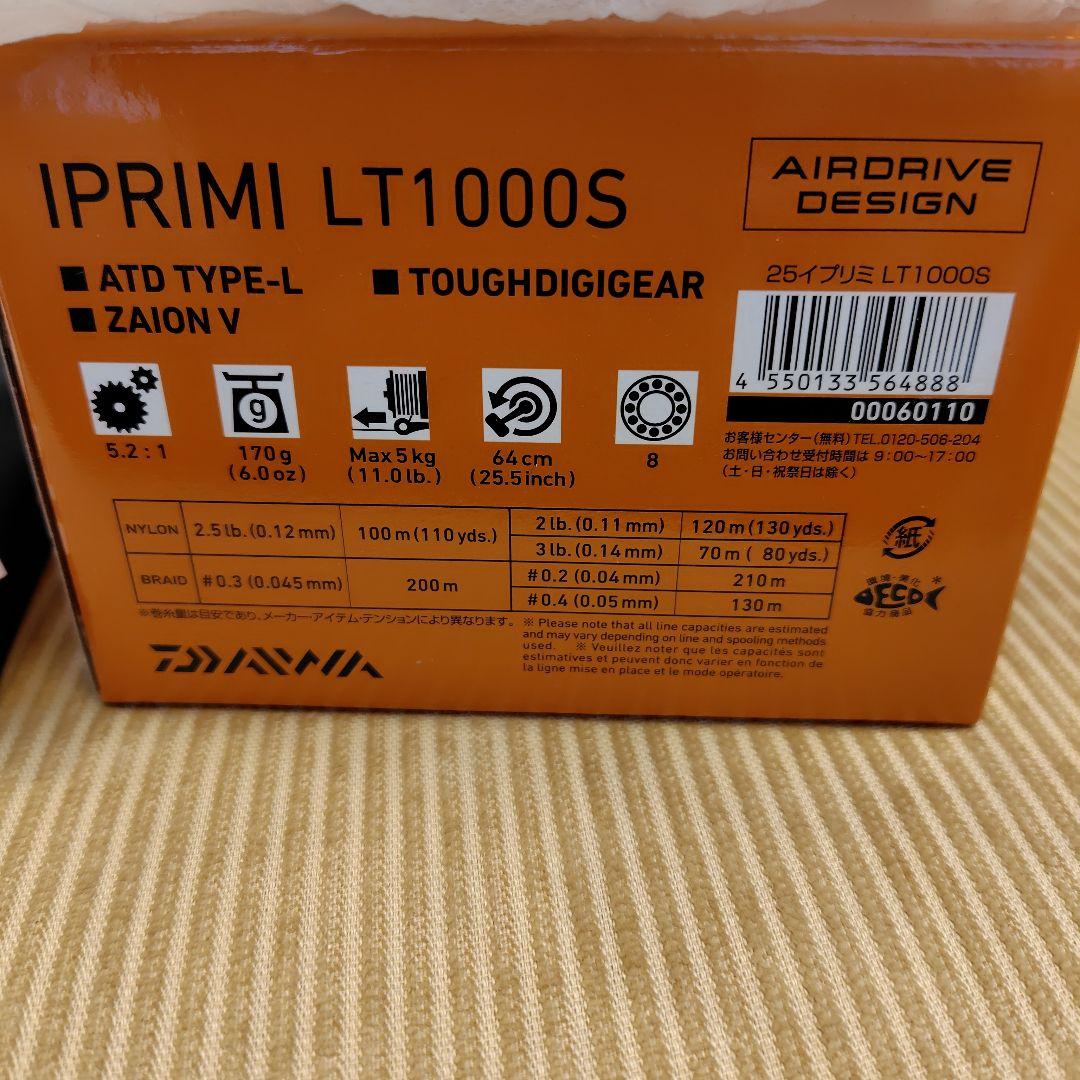 IPRIMI LT1000S
AIRDRIVE
DESIGN
■ ATD TYPE-L ■ TOUGHDIGIGEAR
■ ZAION V
25イプリミ LT1000S
4 550133 564888
00060110
お客様センター(無料)TEL.0120-506-204
お問い合わせ受付時間は 9:00〜17:00
(土・日・祝祭日は除く)
g
5.2:1
170g
(6.0oz)
Max5kg
(11.0lb.)
64cm
(25.5inch)
8
NYLON 2.5lb.(0.12mm) 100m(110yds.) 2lb.(0.11mm) 120m(130yds.)
3lb.(0.14mm) 70m( 80yds.)
BRAID #0.3(0.045mm) 200m #0.2(0.04mm) 210m
#0.4(0.05mm) 130m
※巻糸量は目安であり、メーカー・アイテム・テンションにより異なります。
※ Please note that all line capacities are estimated
and may vary depending on line and spooling methods
used. ※ Veuillez noter que les capacités sont
estimatives et peuvent donc varier en fonction de
la ligne mise en place et le mode opératoire.
DAIWA
紙
環境・美化
ECO
協力商品